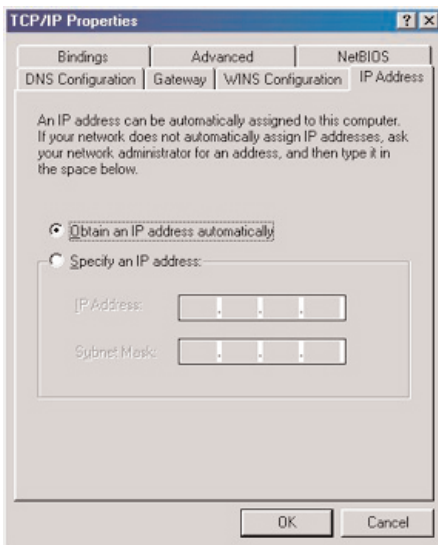 TCP/IP Properties
Bindings Advanced NetBIOS
DNS Configuration Gateway WINS Configuration IP Address
An IP address can be automatically assigned to this computer.
If your network does not automatically assign IP addresses, ask
your network administrator for an address, and then type it in
the space below.
Obtain an IP address automatically
Specify an IP address:
IP Address:
Subnet Mask:
OK Cancel